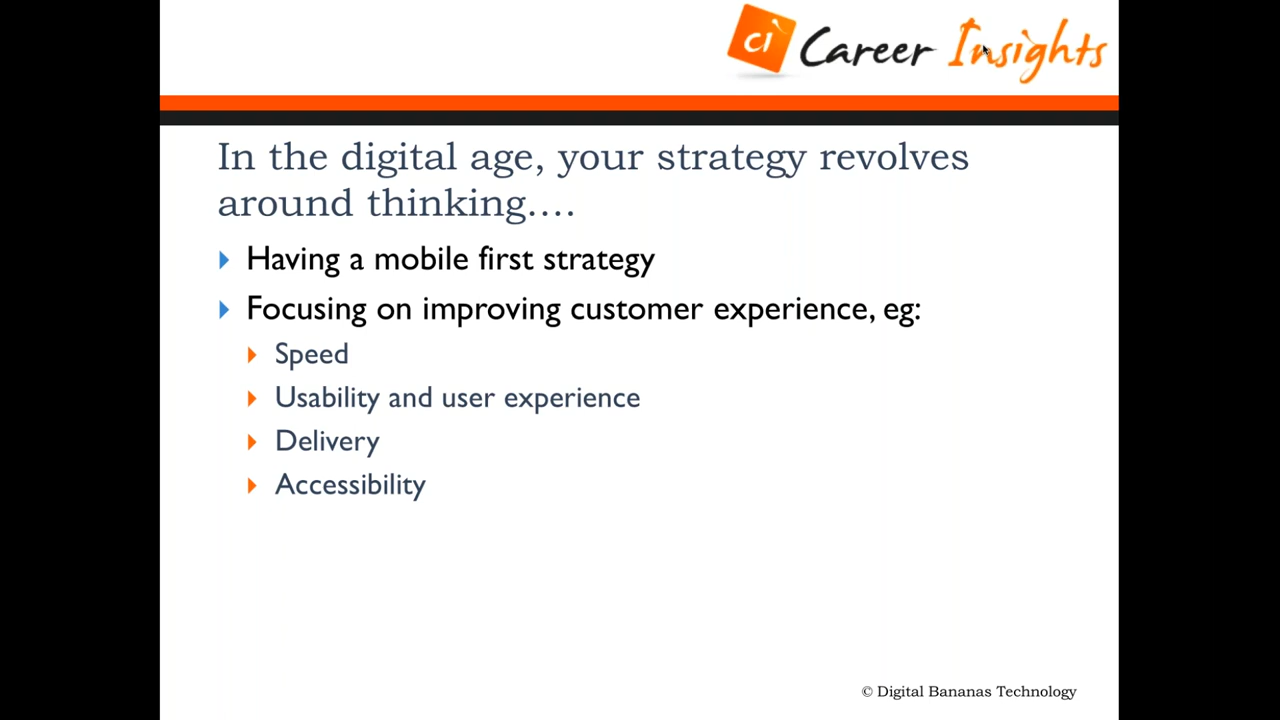 ci Career Insights
In the digital age, your strategy revolves
around thinking....
Having a mobile first strategy
Focusing on improving customer experience, eg:
Speed
Usability and user experience
Delivery
Accessibility
© Digital Bananas Technology